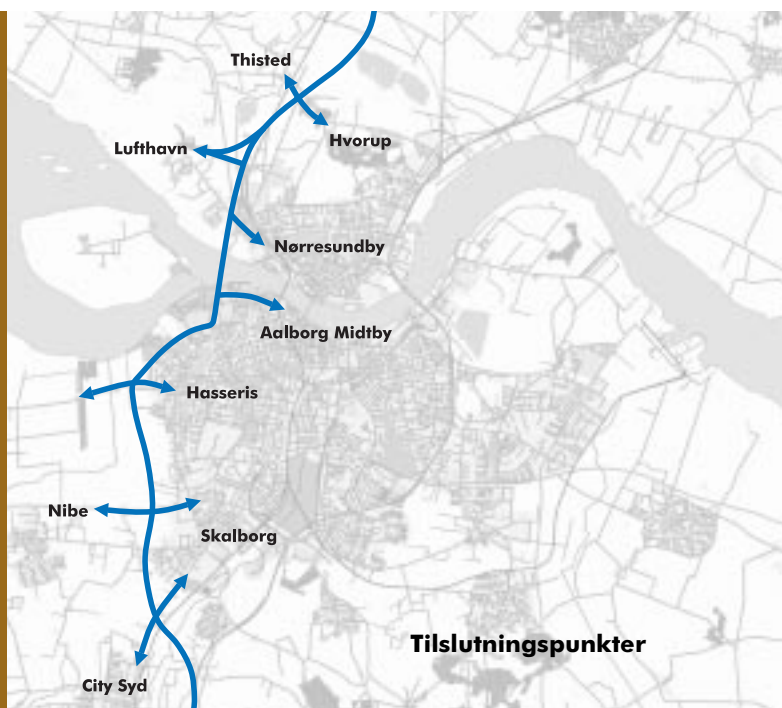 Thisted
Hvorup
Lufthavn
Nørresundby
Aalborg Midtby
Hasseris
Nibe
Skalborg
Tilslutningspunkter
City Syd